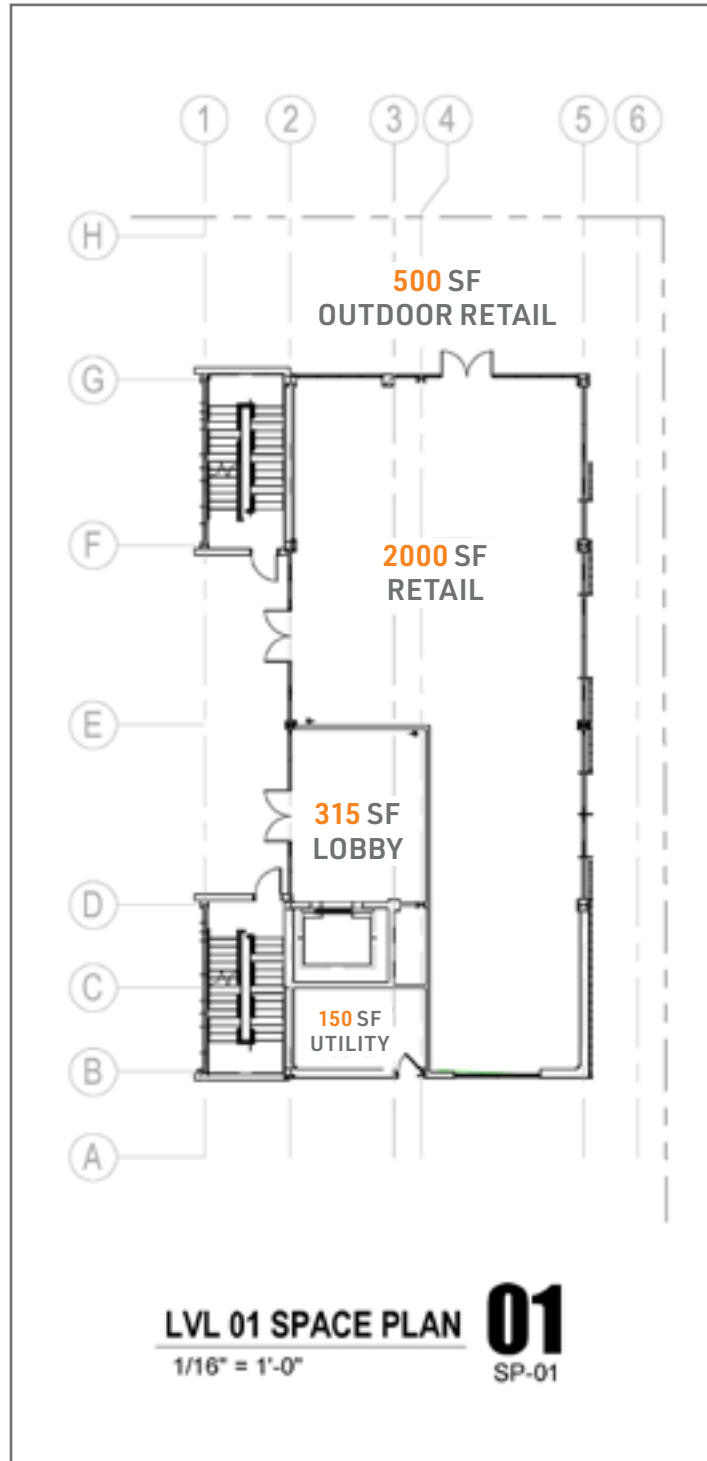 1 2 3 4 5 6
H
500 SF
OUTDOOR RETAIL
G
F
2000 SF
RETAIL
E
315 SF
LOBBY
D
C
150 SF
UTILITY
B
A
LVL 01 SPACE PLAN
1/16" = 1'-0"
01
SP-01